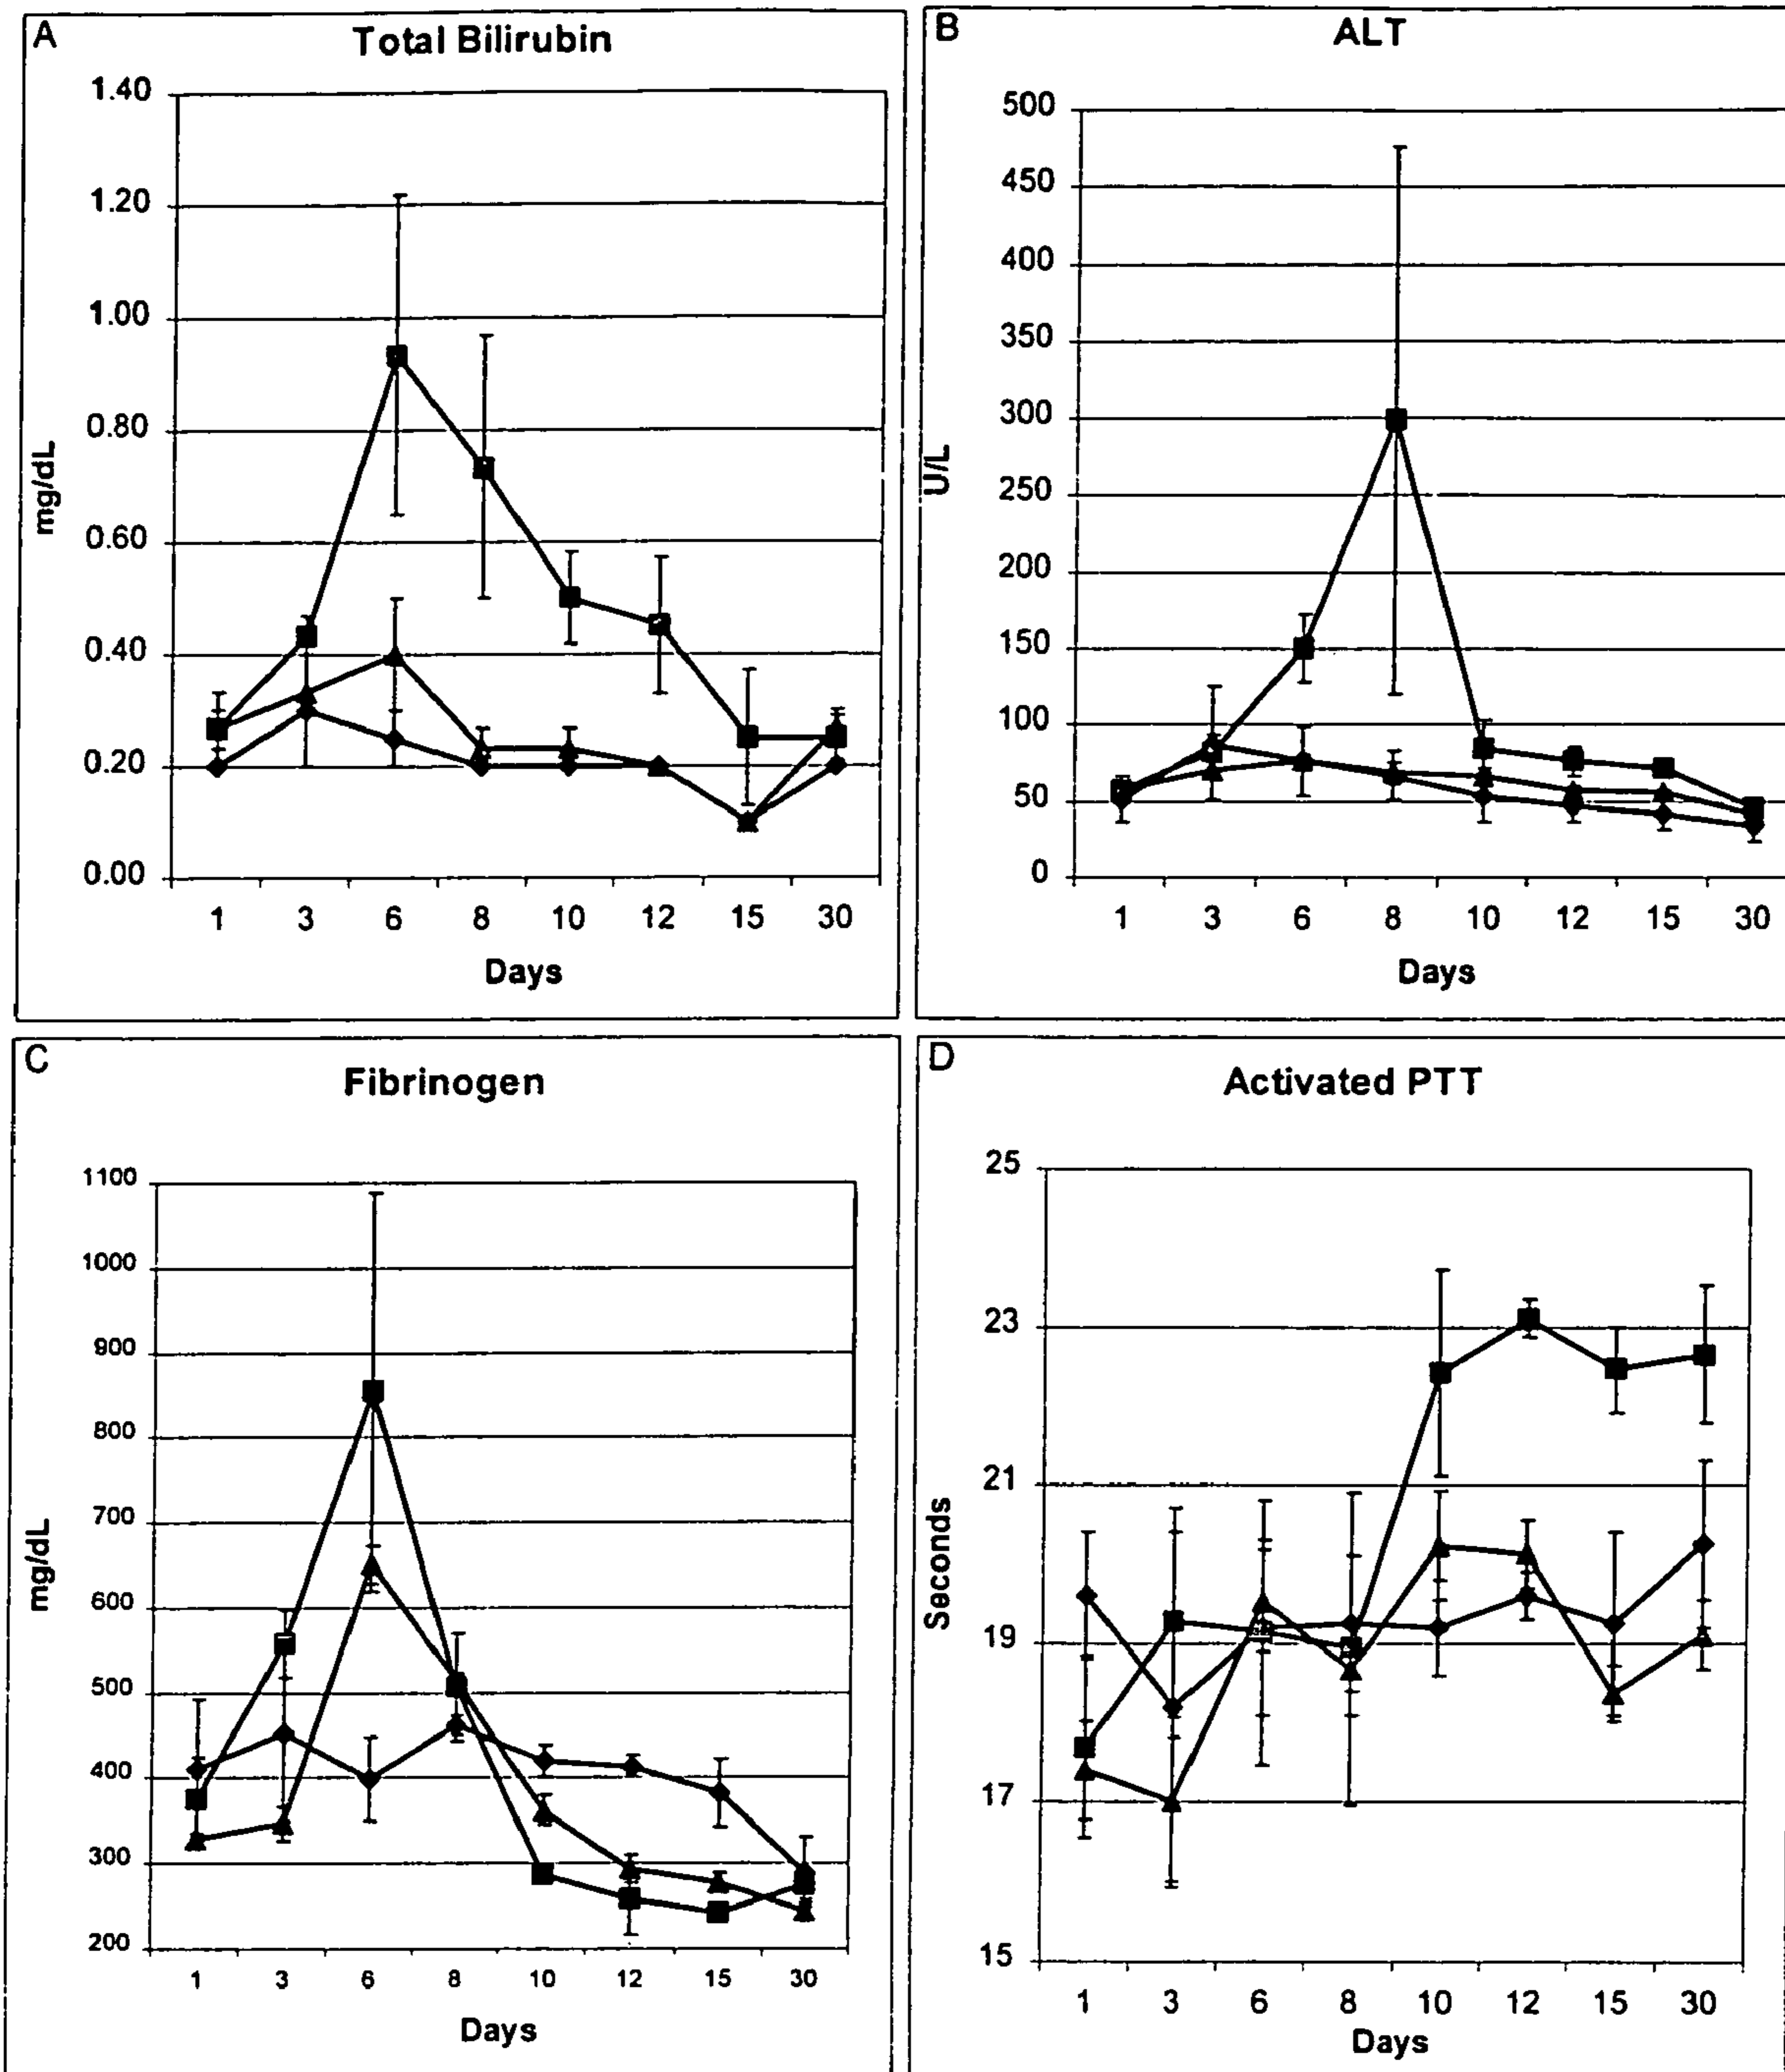 A
Total Bilirubin
mg/dL
1.40
1.20
1.00
0.80
0.60
0.40
0.20
0.00
1 3 6 8 10 12 15 30
Days
B
ALT
U/L
500
450
400
350
300
250
200
150
100
50
0
1 3 6 8 10 12 15 30
Days
C
Fibrinogen
mg/dL
1100
1000
900
800
700
600
500
400
300
200
1 3 6 8 10 12 15 30
Days
D
Activated PTT
Seconds
25
23
21
19
17
15
1 3 6 8 10 12 15 30
Days